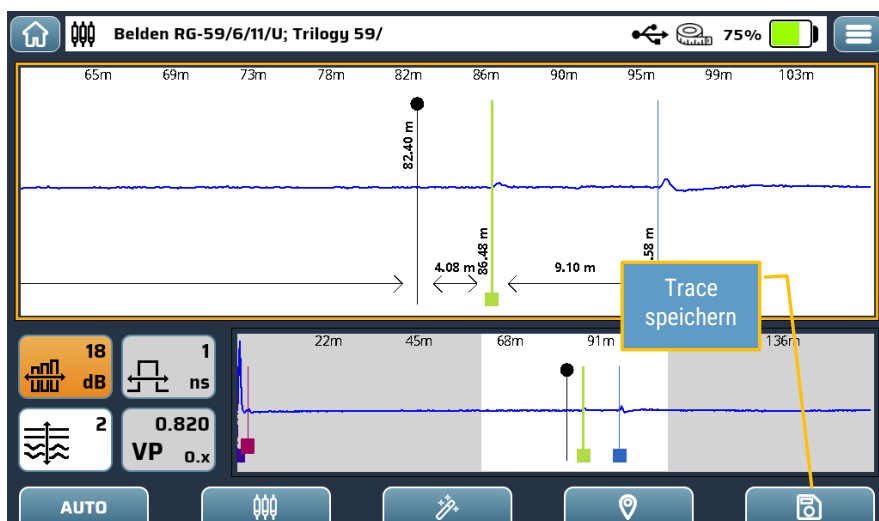 Belden RG-59/6/11/U; Trilogy 59/ 75%
65m 69m 73m 78m 82m 86m 90m 95m 99m 103m
82.40 m
86.48 m
.58 m
4.08 m 9.10 m
Trace
speichern
22m 45m 68m 91m 136m
18
dB
1
ns
2
0.820
VP 0.x
AUTO